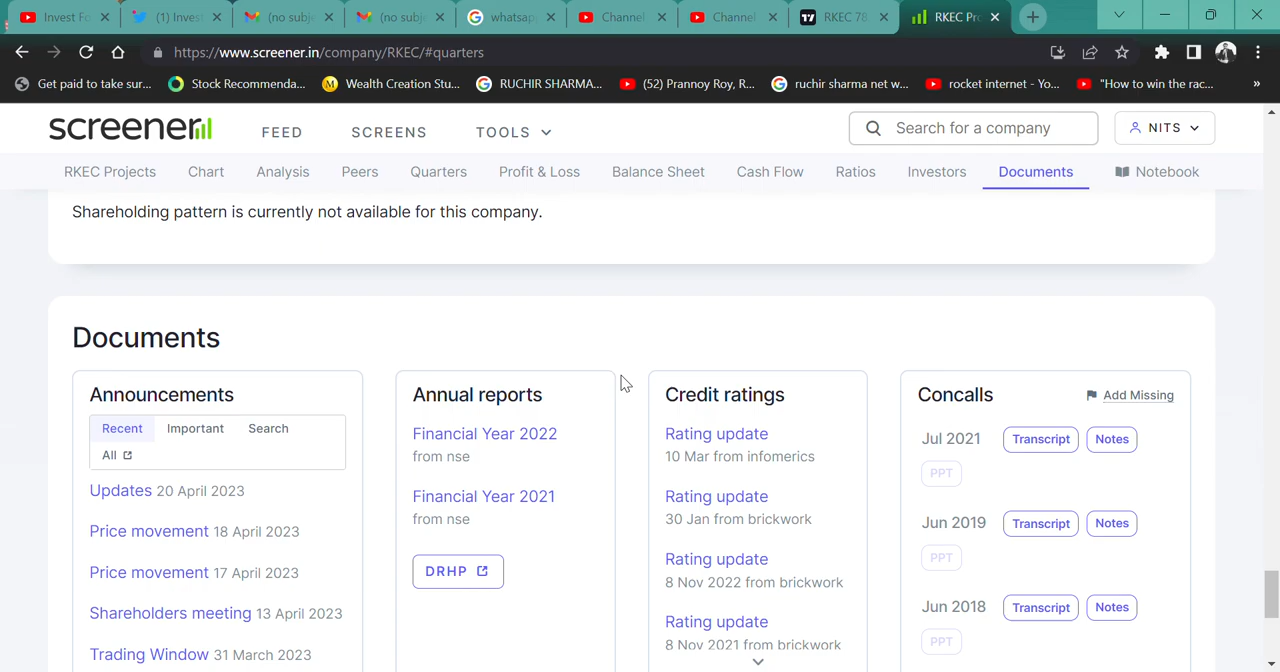 Invest Fo
(1) Invest
(no subje
(no subje
whatsap
Channel
Channel
RKEC 78.
RKEC Pro
https://www.screener.in/company/RKEC/#quarters
Get paid to take sur...
Stock Recommenda...
Wealth Creation Stu...
RUCHIR SHARMA...
(52) Prannoy Roy, R...
ruchir sharma net w...
rocket internet - Yo...
"How to win the rac...
»
screener
FEED
SCREENS
TOOLS
Search for a company
NITS
RKEC Projects
Chart
Analysis
Peers
Quarters
Profit & Loss
Balance Sheet
Cash Flow
Ratios
Investors
Documents
Notebook
Shareholding pattern is currently not available for this company.
Documents
Announcements
Recent
Important
Search
All
Updates 20 April 2023
Price movement 18 April 2023
Price movement 17 April 2023
Shareholders meeting 13 April 2023
Trading Window 31 March 2023
Annual reports
Financial Year 2022
from nse
Financial Year 2021
from nse
DRHP
Credit ratings
Rating update
10 Mar from infomerics
Rating update
30 Jan from brickwork
Rating update
8 Nov 2022 from brickwork
Rating update
8 Nov 2021 from brickwork
Concalls
Add Missing
Jul 2021 Transcript Notes
PPT
Jun 2019 Transcript Notes
PPT
Jun 2018 Transcript Notes
PPT